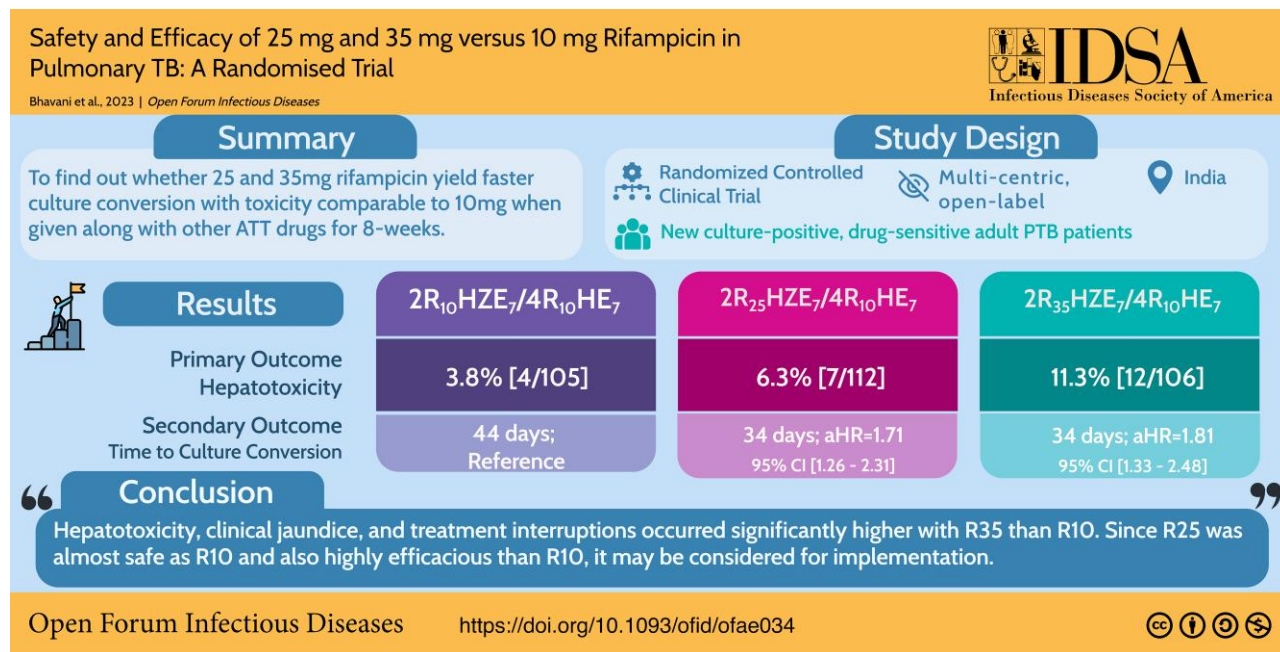 Safety and Efficacy of 25 mg and 35 mg versus 10 mg Rifampicin in
Pulmonary TB: A Randomised Trial
Bhavani et al., 2023 | Open Forum Infectious Diseases
IDSA
Infectious Diseases Society of America
Summary
To find out whether 25 and 35mg rifampicin yield faster
culture conversion with toxicity comparable to 10mg when
given along with other ATT drugs for 8-weeks.
Study Design
Randomized Controlled
Clinical Trial
Multi-centric,
open-label
India
New culture-positive, drug-sensitive adult PTB patients
Results
2R₁₀HZE₇/4R₁₀HE₇
2R₂₅HZE₇/4R₁₀HE₇
2R₃₅HZE₇/4R₁₀HE₇
Primary Outcome
Hepatotoxicity
3.8% [4/105]
6.3% [7/112]
11.3% [12/106]
Secondary Outcome
Time to Culture Conversion
44 days;
Reference
34 days; aHR=1.71
95% CI [1.26 - 2.31]
34 days; aHR=1.81
95% CI [1.33 - 2.48]
“
Conclusion
”
Hepatotoxicity, clinical jaundice, and treatment interruptions occurred significantly higher with R35 than R10. Since R25 was
almost safe as R10 and also highly efficacious than R10, it may be considered for implementation.
Open Forum Infectious Diseases
https://doi.org/10.1093/ofid/ofae034
cc